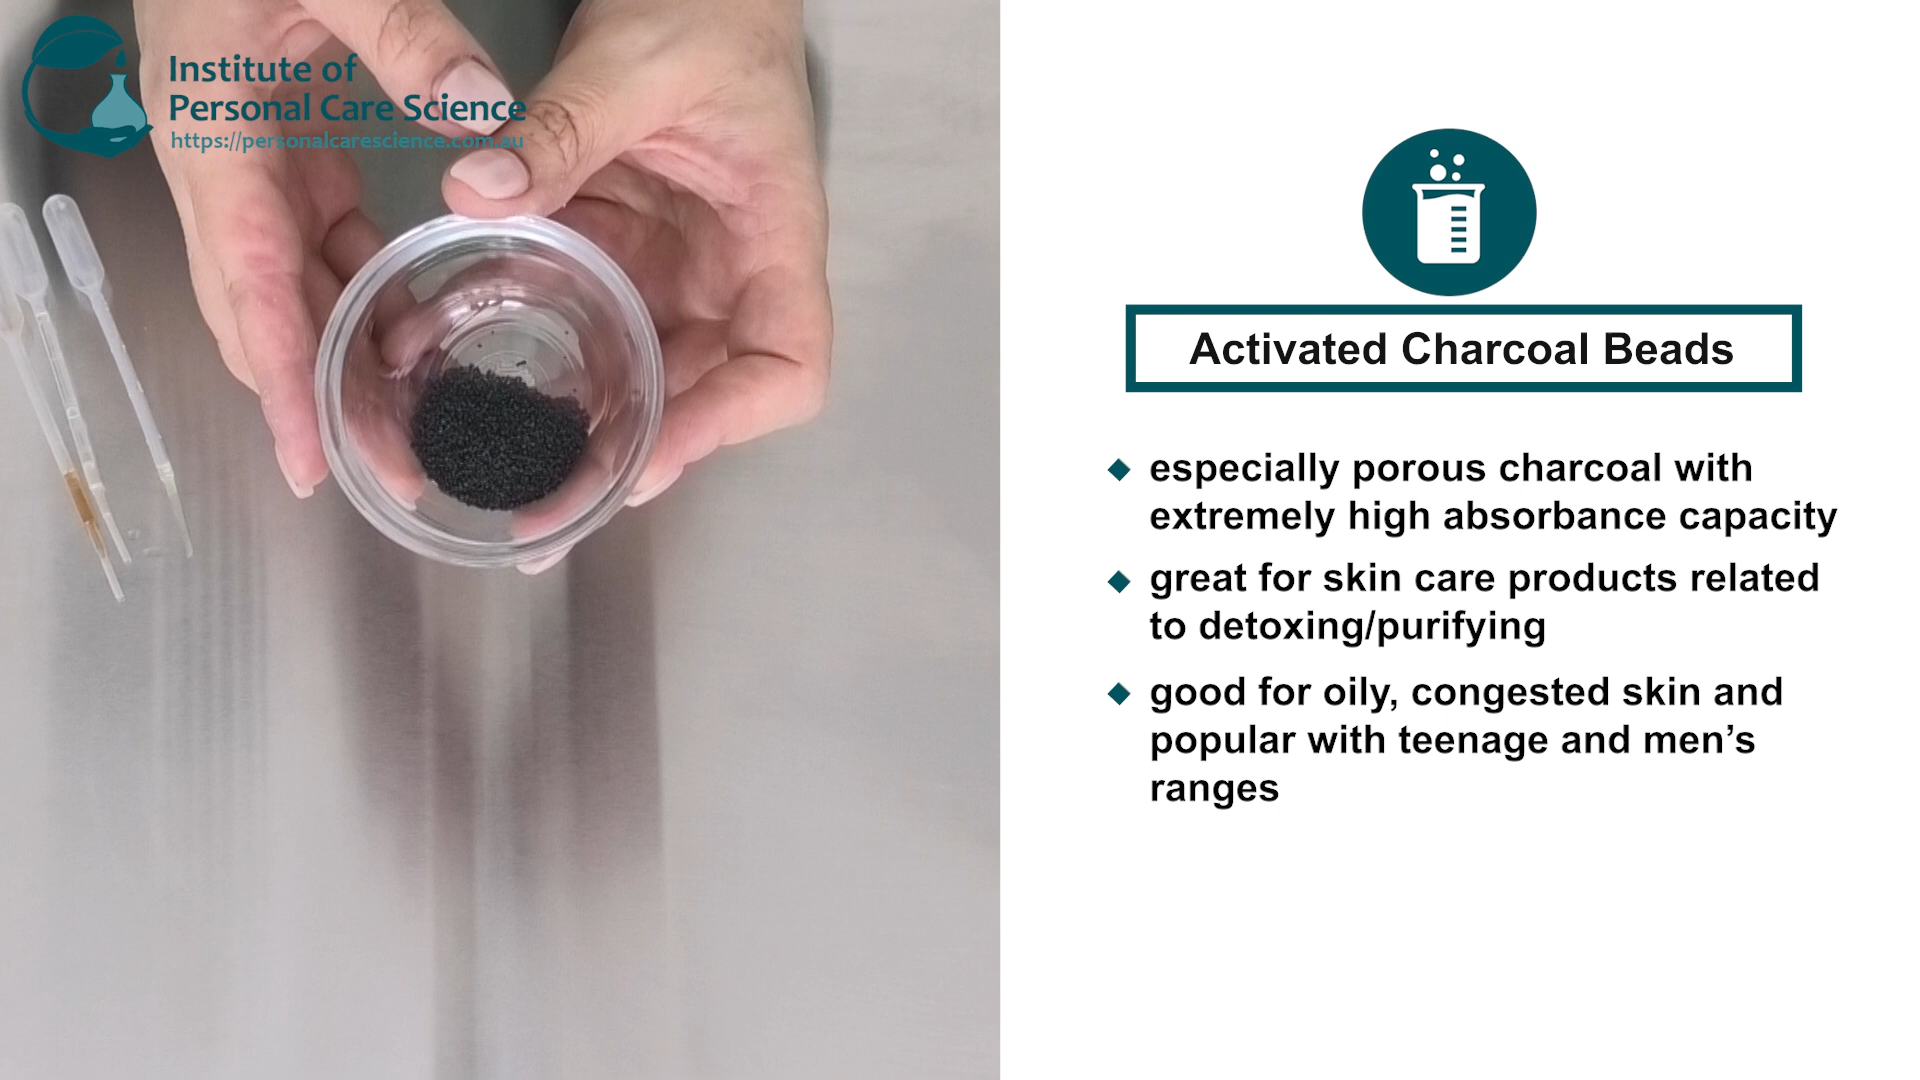 Institute of
Personal Care Science
https://personalcarescience.com.au
Activated Charcoal Beads
especially porous charcoal with
extremely high absorbance capacity
great for skin care products related
to detoxing/purifying
good for oily, congested skin and
popular with teenage and men’s
ranges